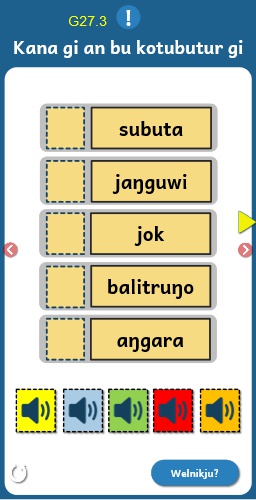 G27.3 !
Kana gi an bu kotubutur gi
subuta
jaŋguwi
jok
balitruŋo
aŋgara
Welnikju?